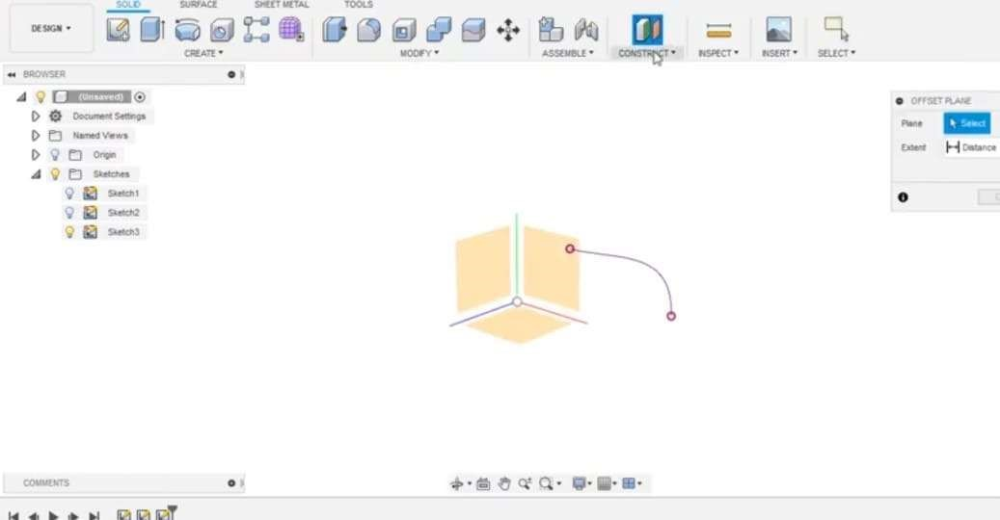 SOLID SURFACE SHEET METAL TOOLS
DESIGN ▾
CREATE ▾ MODIFY ▾ ASSEMBLE ▾ CONSTRUCT ▾ INSPECT ▾ INSERT ▾ SELECT ▾
BROWSER
(Unsaved)
Document Settings
Named Views
Origin
Sketches
Sketch1
Sketch2
Sketch3
OFFSET PLANE
Plane Select
Extent Distance
COMMENTS